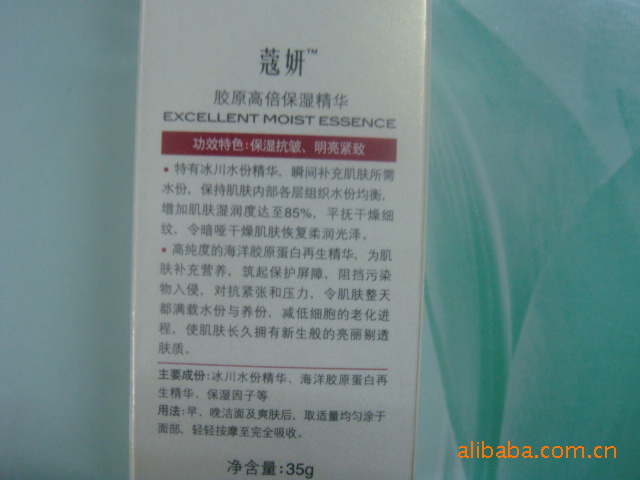 蔻妍™
胶原高倍保湿精华
EXCELLENT MOIST ESSENCE
功效特色:保湿抗皱、明亮紧致
• 特有冰川水份精华，瞬间补充肌肤所需
水份，保持肌肤内部各层组织水份均衡，
增加肌肤湿润度达至85%，平抚干燥细
纹，令暗哑干燥肌肤恢复柔润光泽。
• 高纯度的海洋胶原蛋白再生精华，为肌
肤补充营养，筑起保护屏障，阻挡污染
物入侵，对抗紧张和压力，令肌肤整天
都满载水份与养份，减低细胞的老化进
程，使肌肤长久拥有新生般的亮丽剔透
肤质。
主要成份:冰川水份精华、海洋胶原蛋白再
生精华、保湿因子等
用法:早、晚洁面及爽肤后，取适量均匀涂于
面部，轻轻按摩至完全吸收。
净含量:35g
alibaba.com.cn